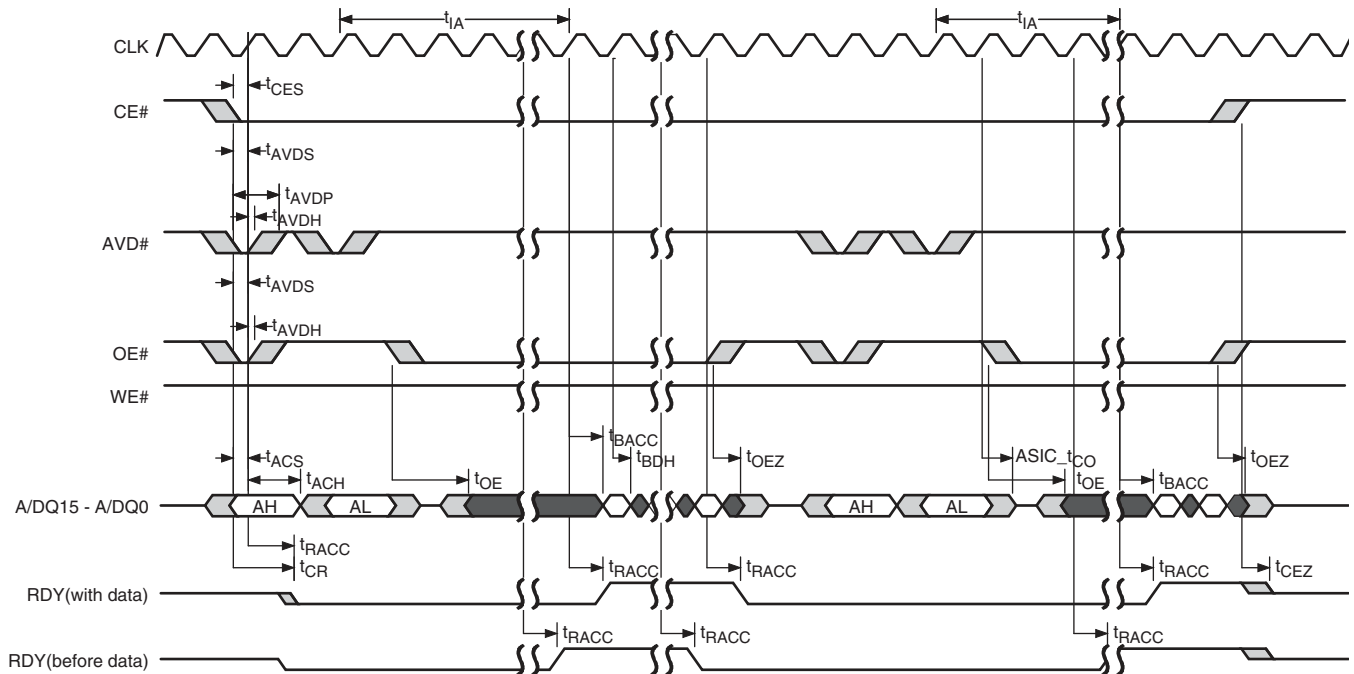 tIA tIA
CLK
tCES
CE#
tAVDS
tAVDP
tAVDH
AVD#
tAVDS
tAVDH
OE#
WE#
tBACC
tACS tBDH tOEZ ASIC_tCO tOEZ
tACH tOE tOE tBACC
A/DQ15 - A/DQ0 AH AL AH AL
tRACC
tCR tRACC tRACC tRACC tCEZ
RDY(with data)
tRACC tRACC tRACC
RDY(before data)